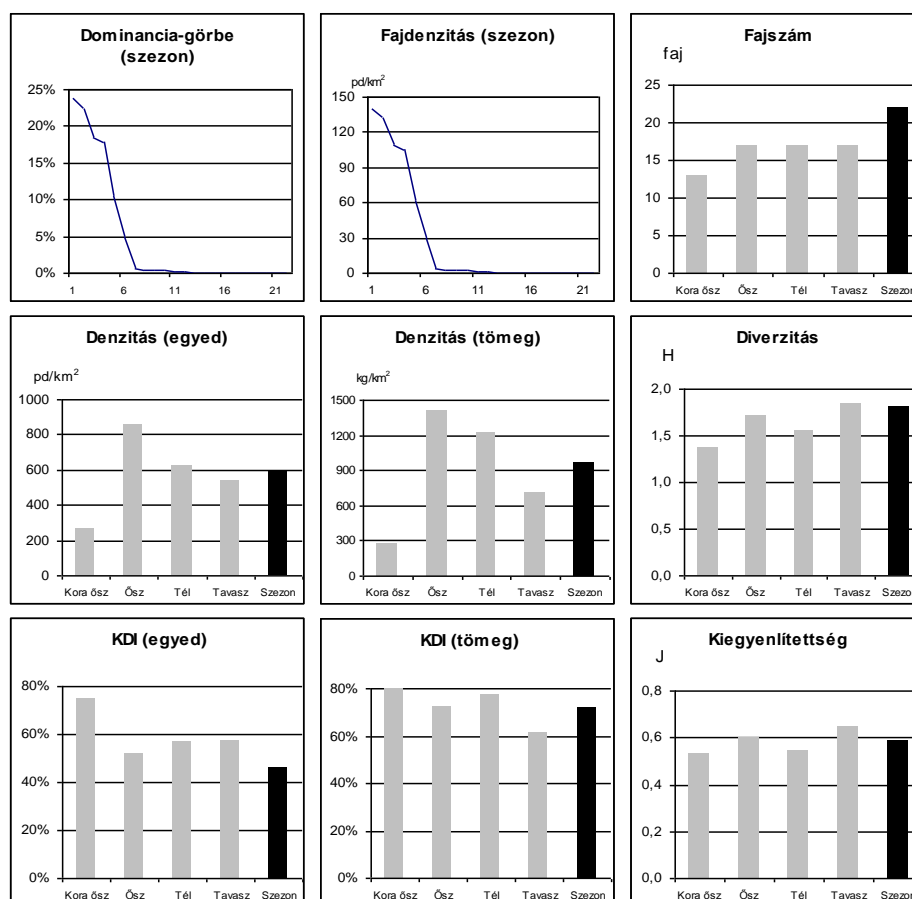 Dominancia-görbe
(szezon)
25%
20%
15%
10%
5%
0%
1 6 11 16 21
Fajdenzitás (szezon)
pd/km²
150
120
90
60
30
0
1 6 11 16 21
Fajszám
faj
25
20
15
10
5
0
Kora ősz Ősz Tél Tavasz Szezon
Denzitás (egyed)
pd/km²
1000
800
600
400
200
0
Kora ősz Ősz Tél Tavasz Szezon
Denzitás (tömeg)
kg/km²
1500
1200
900
600
300
0
Kora ősz Ősz Tél Tavasz Szezon
Diverzitás
H
2,0
1,5
1,0
0,5
0,0
Kora ősz Ősz Tél Tavasz Szezon
KDI (egyed)
80%
60%
40%
20%
0%
Kora ősz Ősz Tél Tavasz Szezon
KDI (tömeg)
80%
60%
40%
20%
0%
Kora ősz Ősz Tél Tavasz Szezon
Kiegyenlítettség
J
0,8
0,6
0,4
0,2
0,0
Kora ősz Ősz Tél Tavasz Szezon